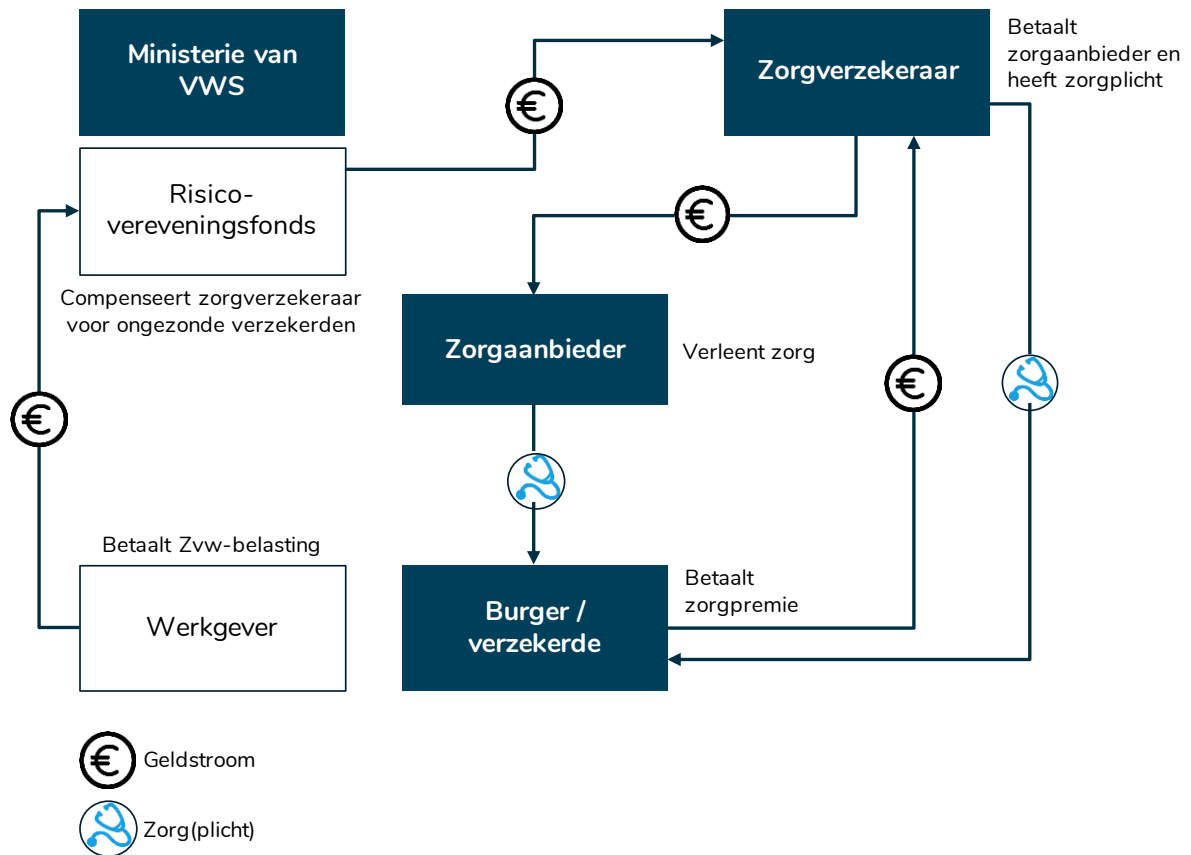 Ministerie van
VWS
Zorgverzekeraar
Betaalt
zorgaanbieder en
heeft zorgplicht
€
Risico-
vereveningsfonds
€
Compenseert zorgverzekeraar
voor ongezonde verzekerden
Zorgaanbieder
Verleent zorg
€
€
Betaalt Zvw-belasting
Werkgever
Burger /
verzekerde
Betaalt
zorgpremie
€ Geldstroom
Zorg(plicht)